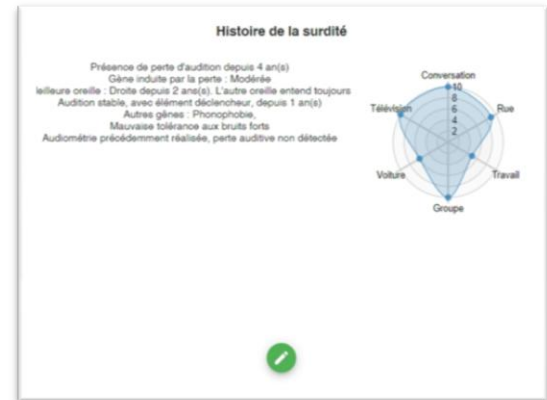 Histoire de la surdité
Présence de perte d'audition depuis 4 an(s)
Gène induite par la perte : Modérée
leilleure oreille : Droite depuis 2 ans(s). L'autre oreille entend toujours
Audition stable, avec élément déclencheur, depuis 1 an(s)
Autres gênes : Phonophobie,
Mauvaise tolérance aux bruits forts
Audiométrie précédemment réalisée, perte auditive non détectée
Conversation
10
8
6
4
2
Télévision
Rue
Voiture
Travail
Groupe